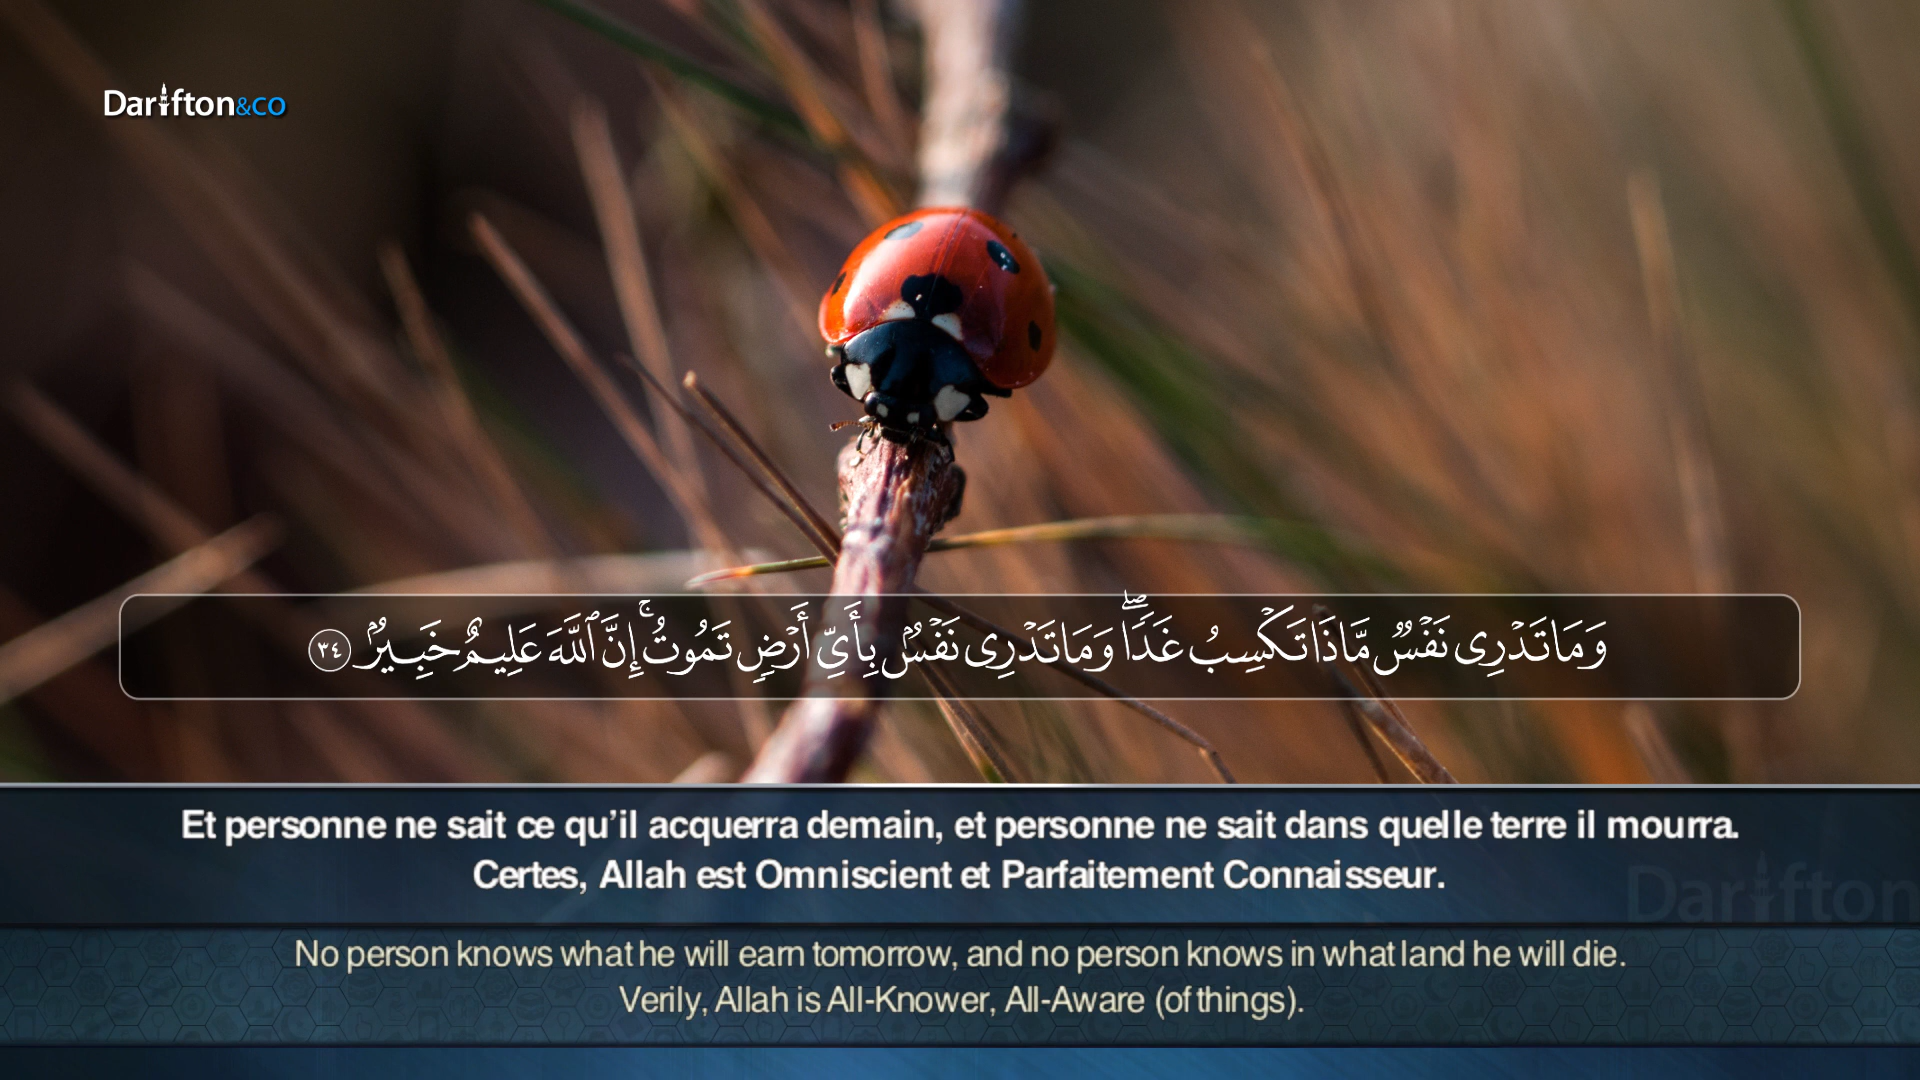 Darifton&co
وَمَا تَدْرِى نَفْسٌ مَّاذَا تَكْسِبُ غَدًا ۖ وَمَا تَدْرِى نَفْسٌۢ بِأَىِّ أَرْضٍ تَمُوتُ ۚ إِنَّ ٱللَّهَ عَلِيمٌ خَبِيرٌۢ ٣٤
Et personne ne sait ce qu’il acquerra demain, et personne ne sait dans quelle terre il mourra.
Certes, Allah est Omniscient et Parfaitement Connaisseur.
Darifton
No person knows what he will earn tomorrow, and no person knows in what land he will die.
Verily, Allah is All-Knower, All-Aware (of things).